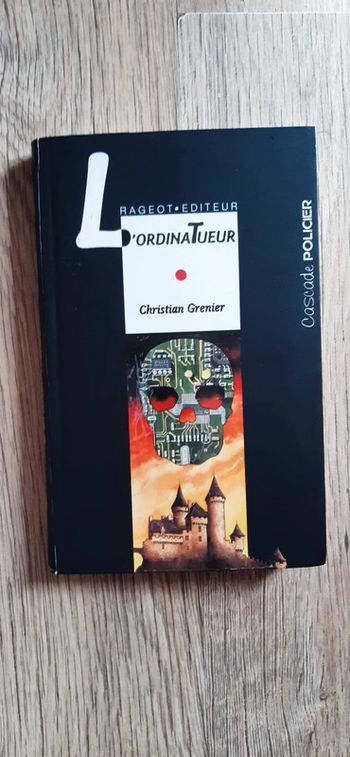 RAGEOT•EDITEUR
L'ORDINATUEUR
Christian Grenier
Cascade POLICIER